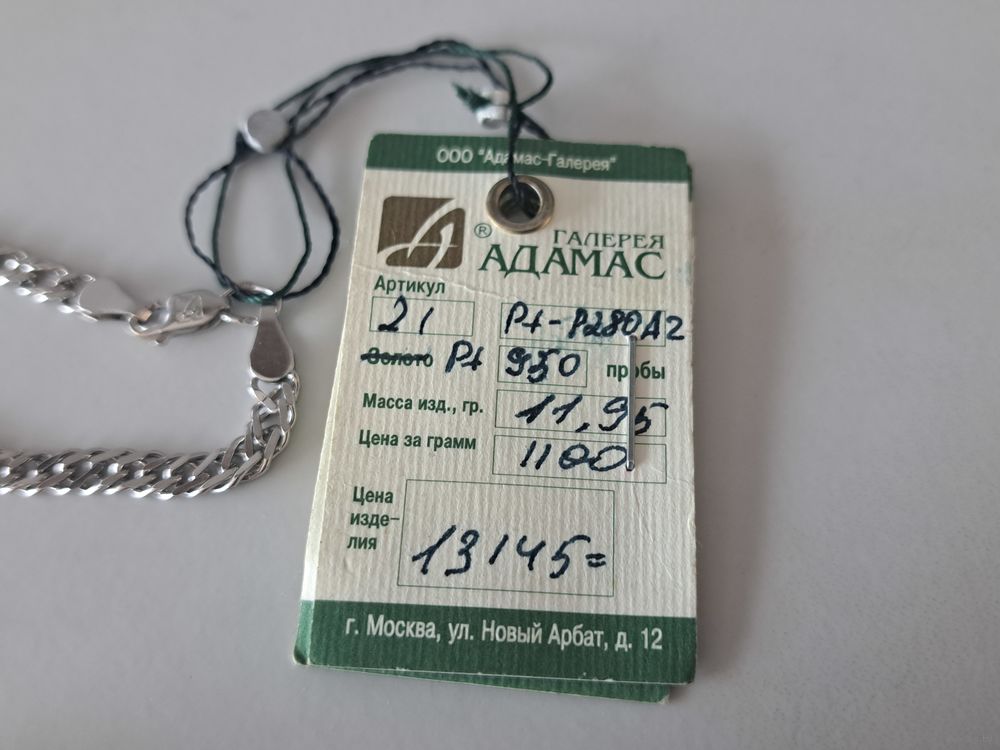 ООО "Адамас-Галерея"
®
ГАЛЕРЕЯ
АДАМАС
Артикул
21 Pt-P280A2
Золото Pt 950 пробы
Масса изд., гр. 11,95
Цена за грамм 1100
Цена
изде-
лия
13145=
г. Москва, ул. Новый Арбат, д. 12